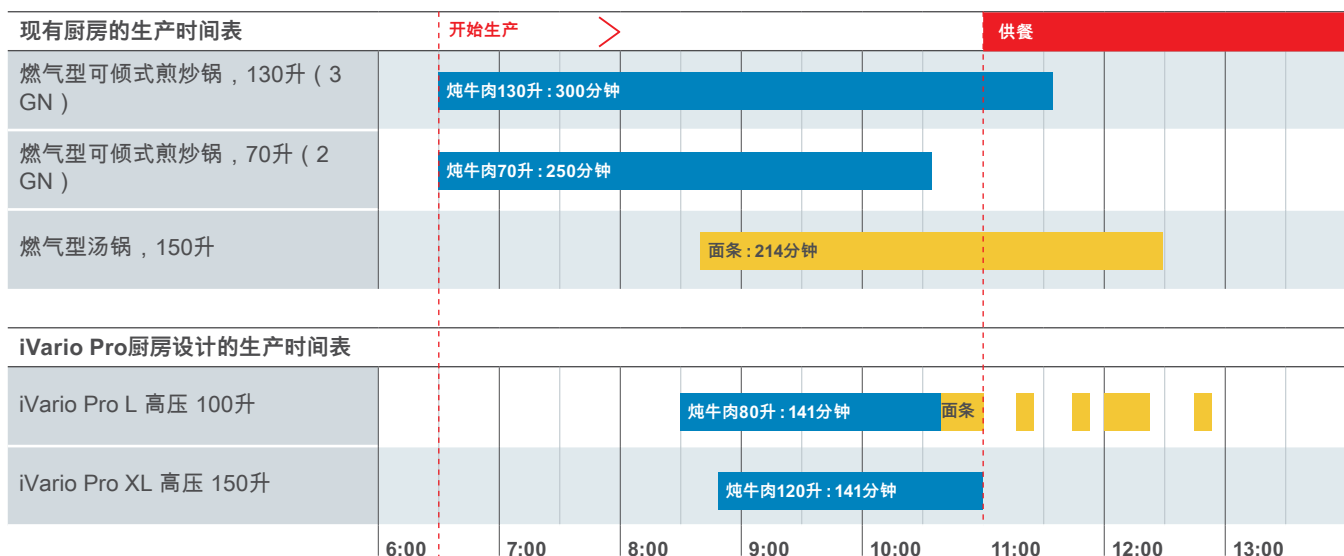 现有厨房的生产时间表
开始生产
供餐
燃气型可倾式煎炒锅，130升（3
GN）
炖牛肉130升 : 300分钟
燃气型可倾式煎炒锅，70升（2
GN）
炖牛肉70升 : 250分钟
燃气型汤锅，150升
面条 : 214分钟
iVario Pro厨房设计的生产时间表
iVario Pro L 高压 100升
炖牛肉80升 : 141分钟
面条
iVario Pro XL 高压 150升
炖牛肉120升 : 141分钟
6:00 7:00 8:00 9:00 10:00 11:00 12:00 13:00